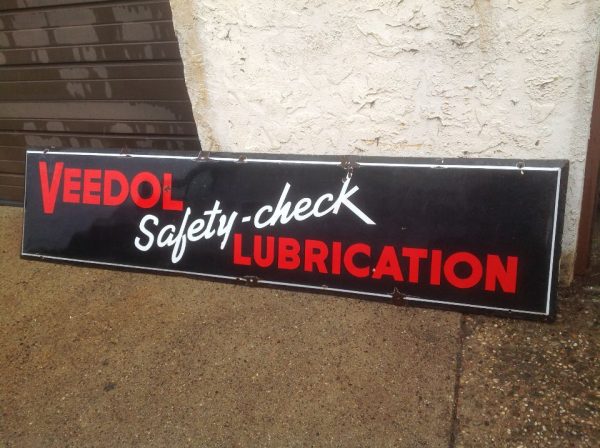 VEEDOL
Safety-check
LUBRICATION